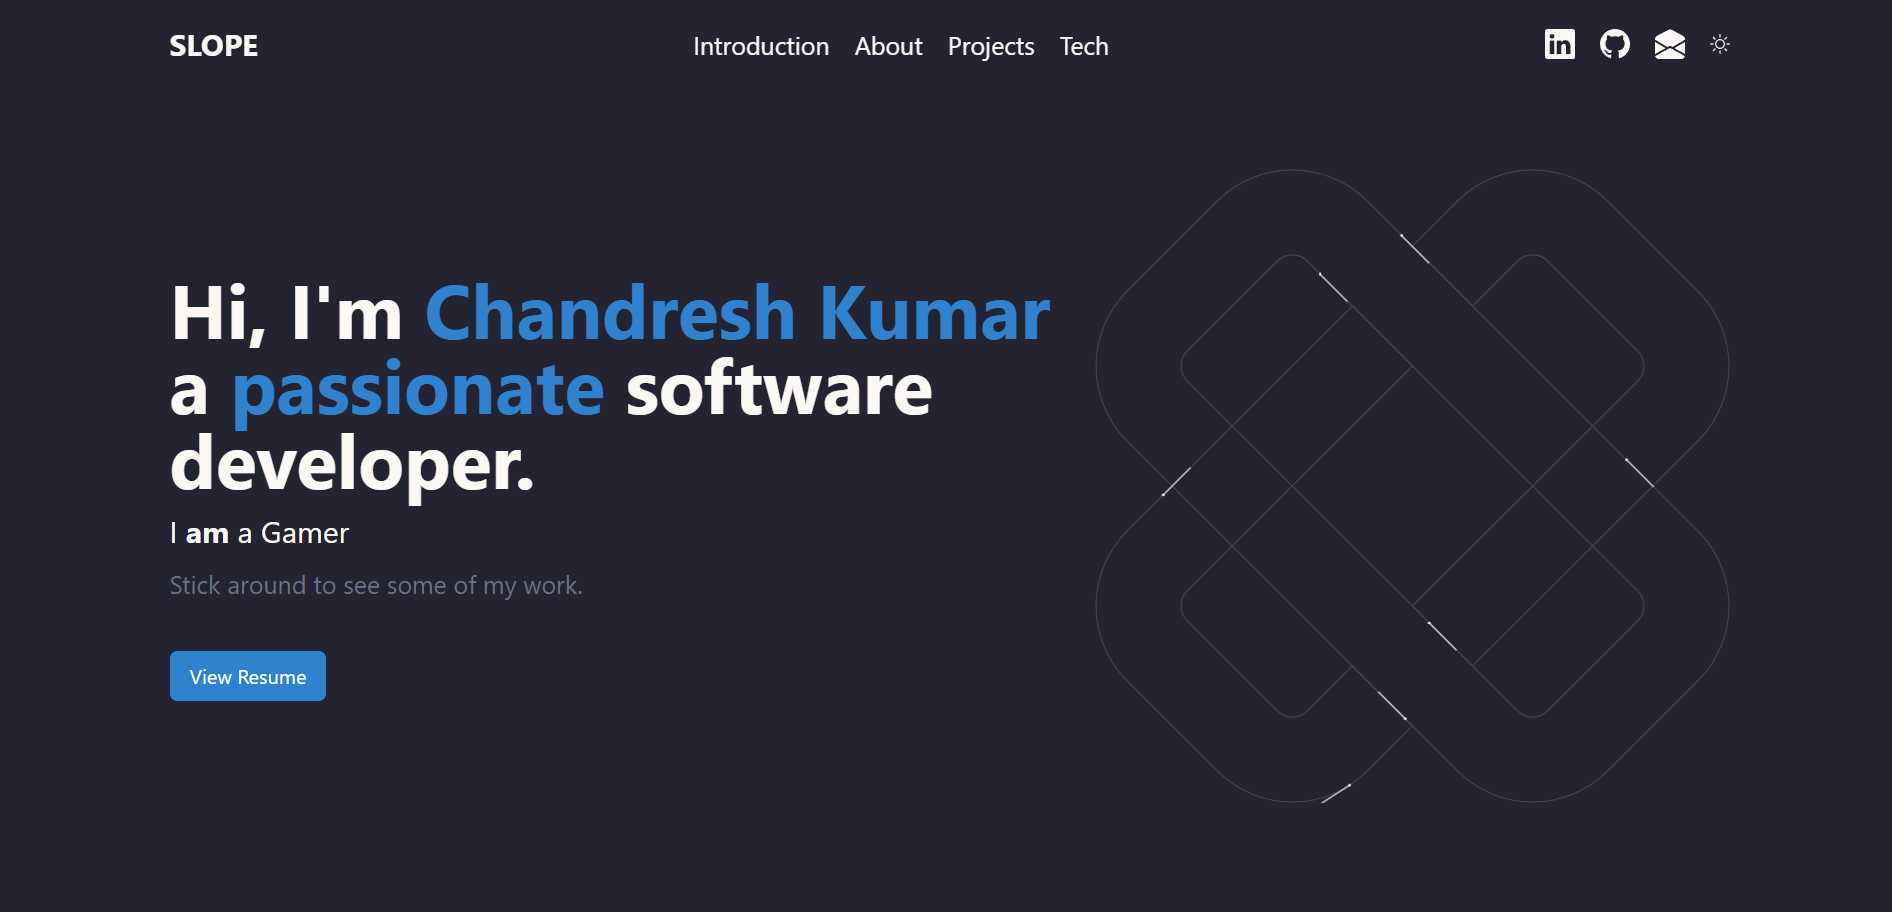 SLOPE
Introduction About Projects Tech
Hi, I'm Chandresh Kumar
a passionate software
developer.
I am a Gamer
Stick around to see some of my work.
View Resume